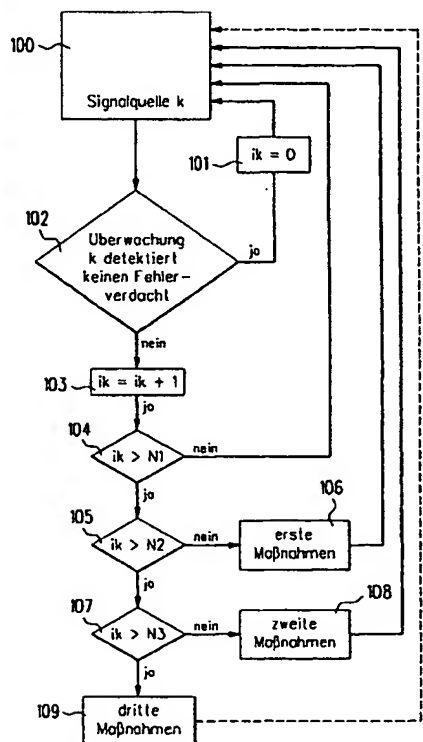 100
Signalquelle k
101
ik = 0
102
Überwachung
k detektiert
keinen Fehler-
verdacht
ja
nein
103
ik = ik + 1
ja
104
ik > N1
nein
ja
105
ik > N2
nein
106
erste
Maßnahmen
ja
107
ik > N3
nein
108
zweite
Maßnahmen
ja
109
dritte
Maßnahmen